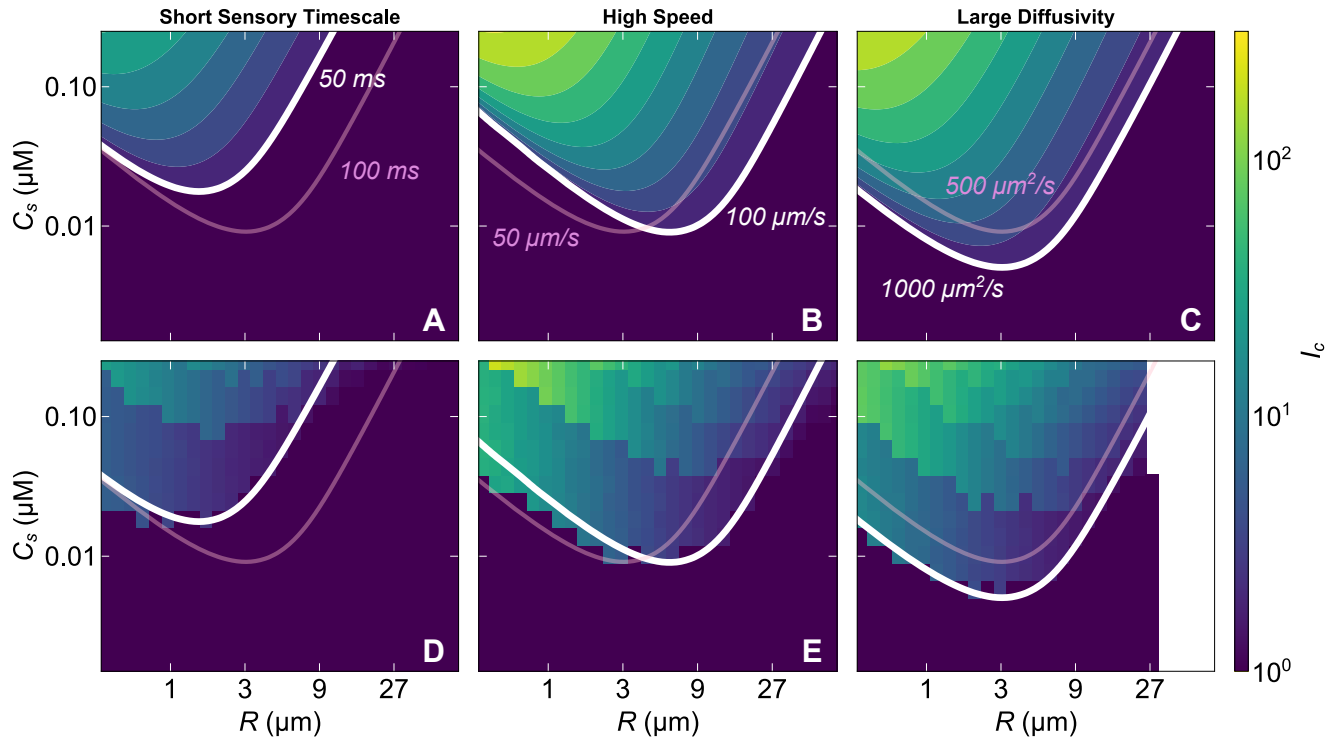 Short Sensory Timescale
High Speed
Large Diffusivity
C_s (μM)
0.10
0.01
50 ms
100 ms
A
50 μm/s
100 μm/s
B
500 μm²/s
1000 μm²/s
C
C_s (μM)
0.10
0.01
D
E
1 3 9 27
1 3 9 27
1 3 9 27
R (μm)
R (μm)
R (μm)
10²
10¹
10⁰
I_c